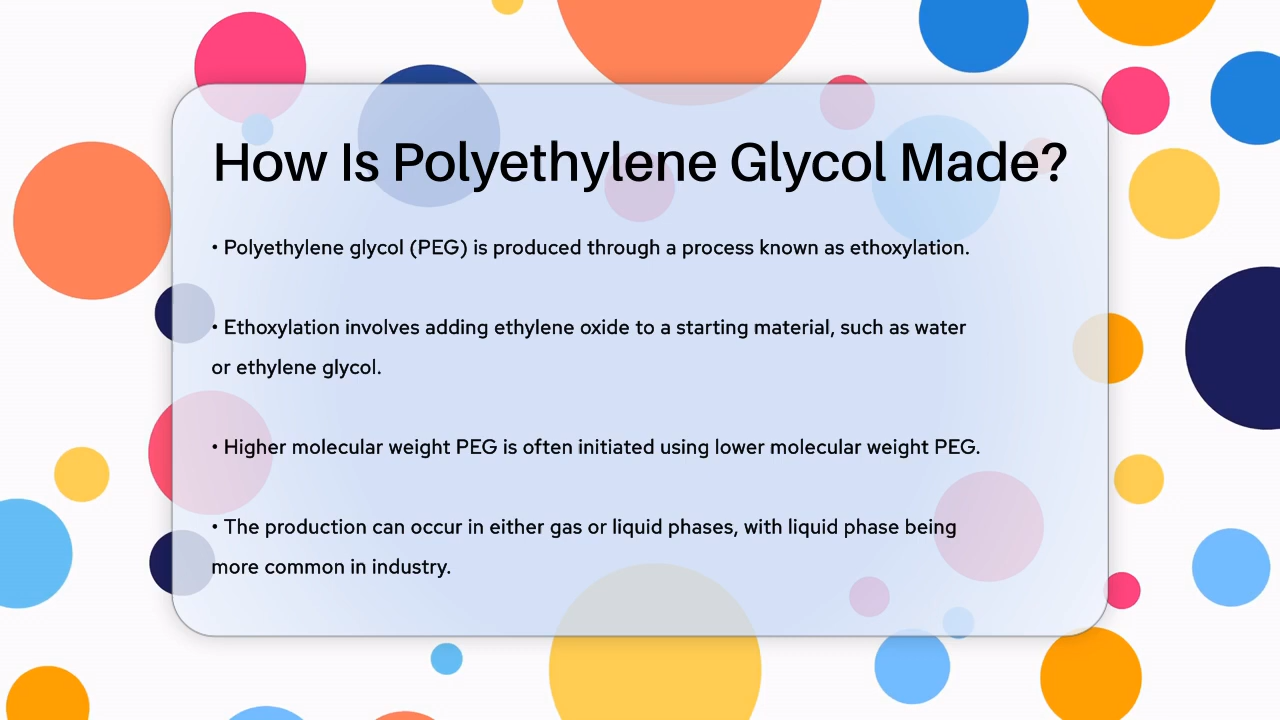 How Is Polyethylene Glycol Made?
• Polyethylene glycol (PEG) is produced through a process known as ethoxylation.
• Ethoxylation involves adding ethylene oxide to a starting material, such as water
or ethylene glycol.
• Higher molecular weight PEG is often initiated using lower molecular weight PEG.
• The production can occur in either gas or liquid phases, with liquid phase being
more common in industry.